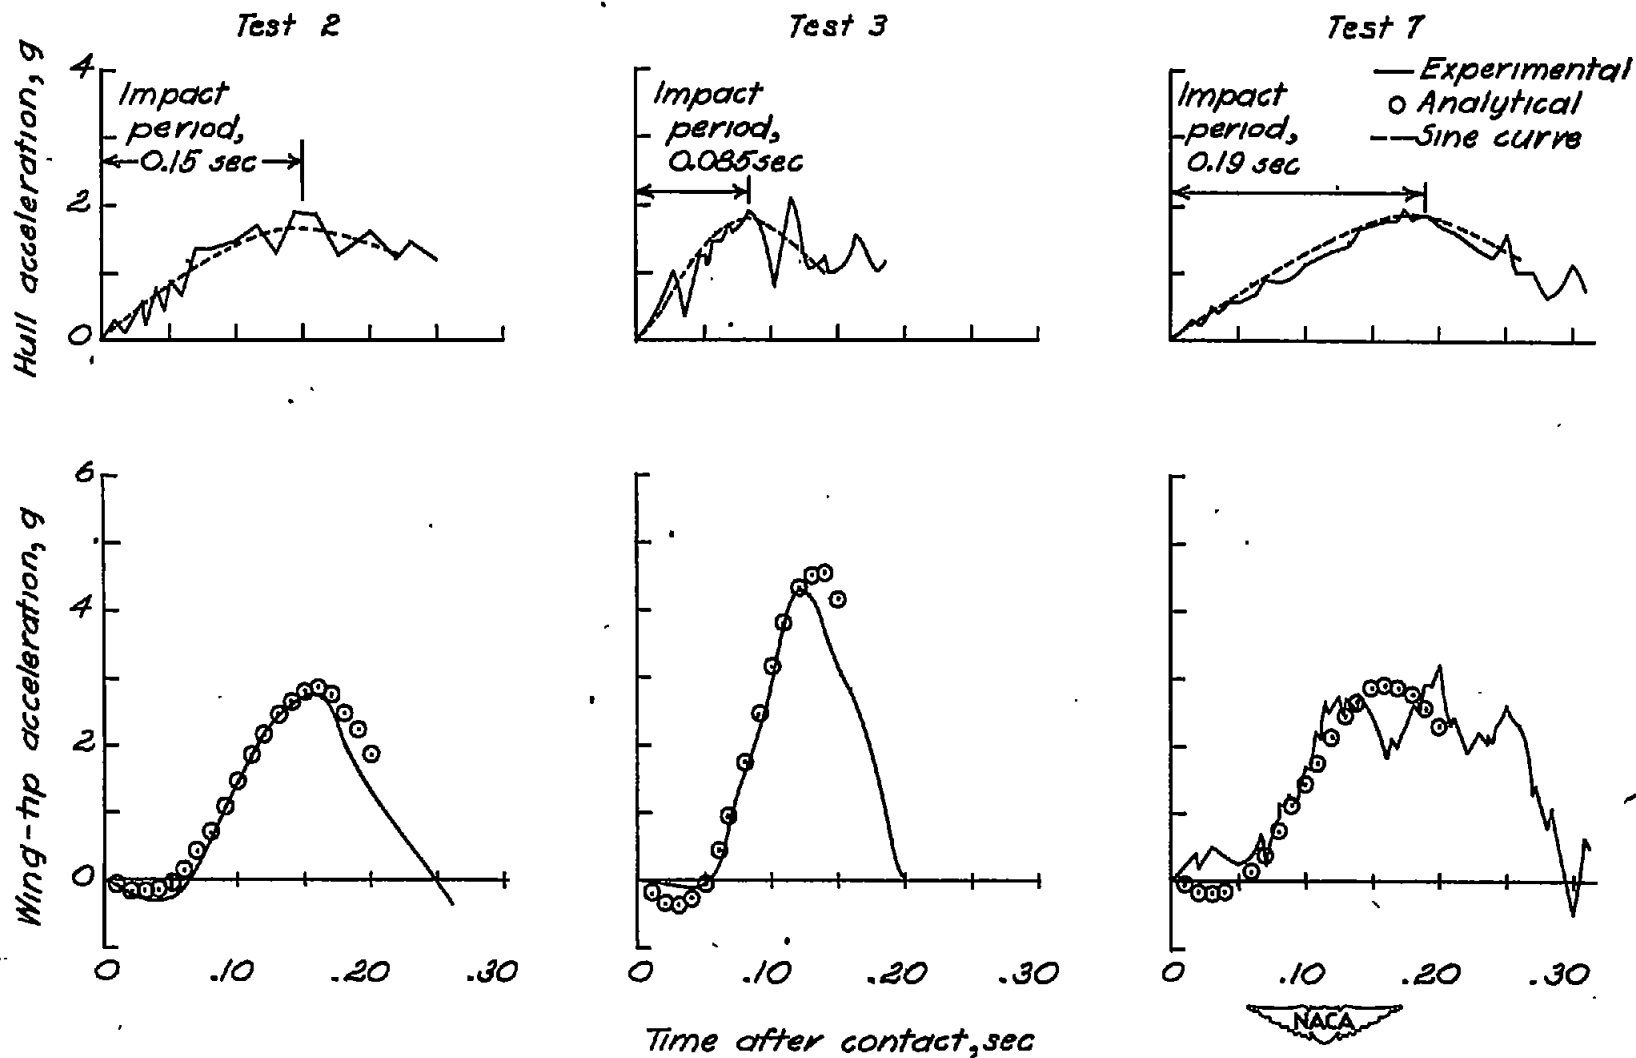 Test 2
Test 3
Test 7
Hull acceleration, g
4
2
0
Impact
period,
0.15 sec
Impact
period,
0.085 sec
Impact
period,
0.19 sec
Experimental
Analytical
Sine curve
Wing-tip acceleration, g
6
4
2
0
0 .10 .20 .30
0 .10 .20 .30
0 .10 .20 .30
Time after contact, sec
NACA